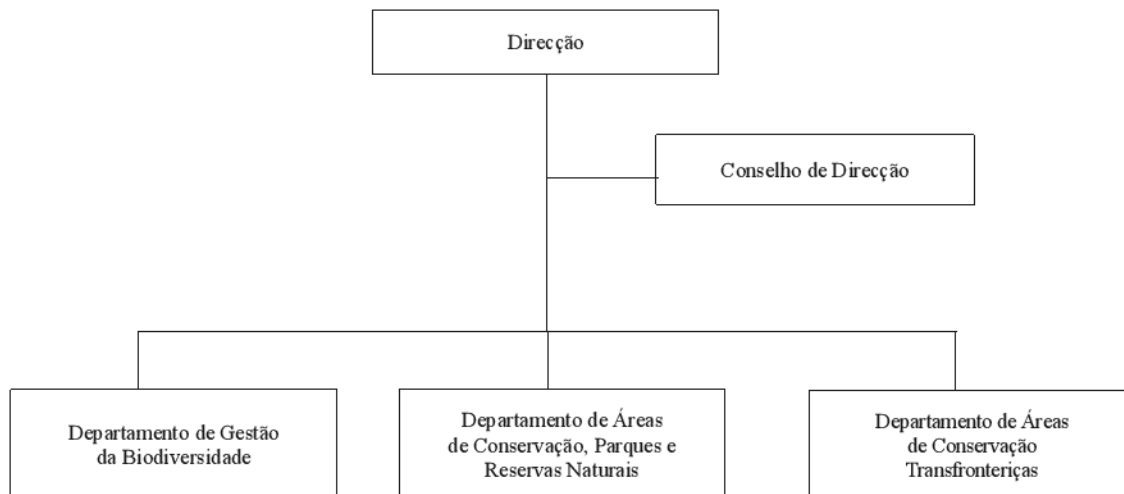 Direcção
Conselho de Direcção
Departamento de Gestão
da Biodiversidade
Departamento de Áreas
de Conservação, Parques e
Reservas Naturais
Departamento de Áreas
de Conservação
Transfronteriças